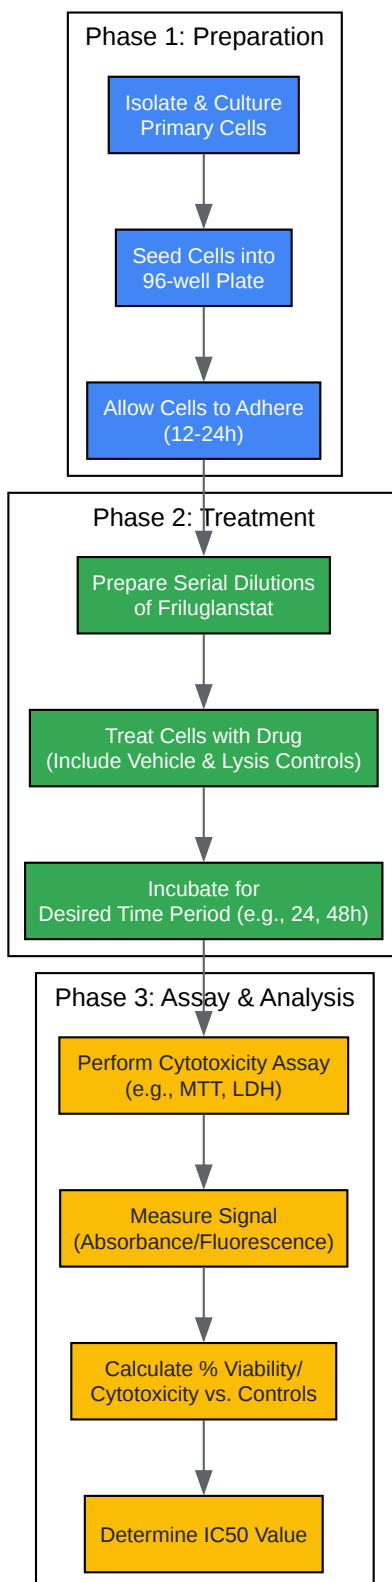 Phase 1: Preparation
Isolate & Culture
Primary Cells
Seed Cells into
96-well Plate
Allow Cells to Adhere
(12-24h)
Phase 2: Treatment
Prepare Serial Dilutions
of Friluglanstat
Treat Cells with Drug
(Include Vehicle & Lysis Controls)
Incubate for
Desired Time Period (e.g., 24, 48h)
Phase 3: Assay & Analysis
Perform Cytotoxicity Assay
(e.g., MTT, LDH)
Measure Signal
(Absorbance/Fluorescence)
Calculate % Viability/
Cytotoxicity vs. Controls
Determine IC50 Value